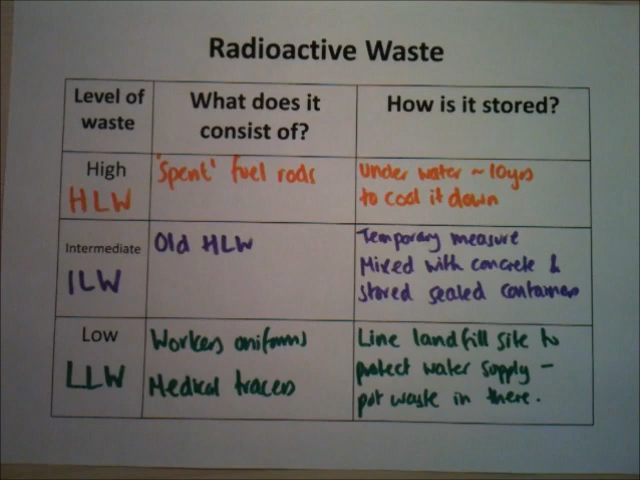 Radioactive Waste
Level of
waste
What does it
consist of?
How is it stored?
High
HLW
'Spent' fuel rods
Under water ~10yrs
to cool it down
Intermediate
ILW
Old HLW
Temporary measure
Mixed with concrete &
stored sealed containers
Low
LLW
Workers uniforms
Medical tracers
Line landfill site to
protect water supply -
put waste in there.